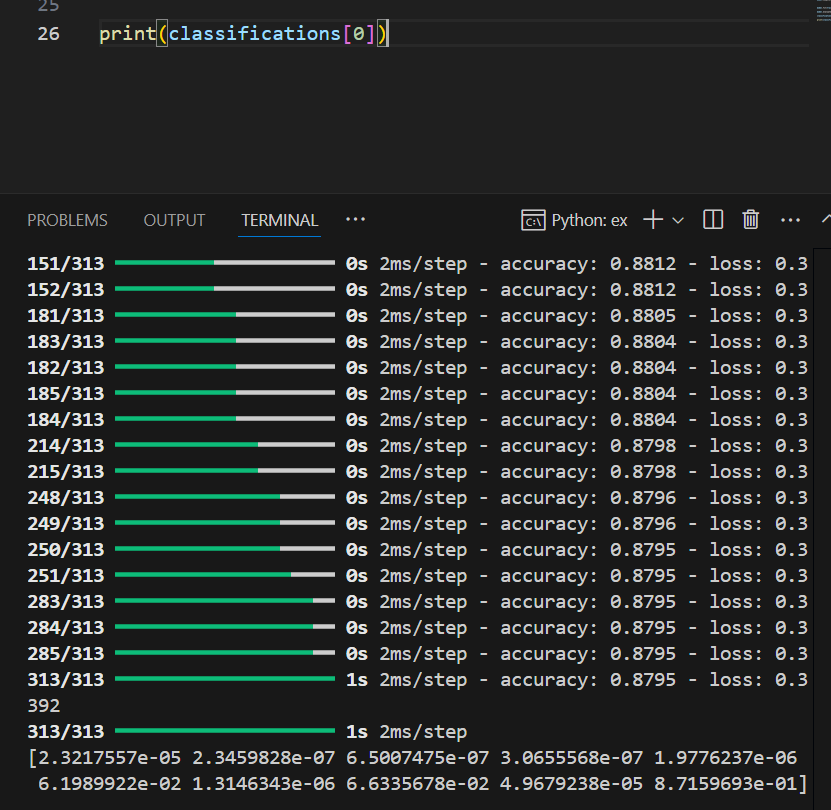 25
26 print(classifications[0])
PROBLEMS OUTPUT TERMINAL ··· Python: ex
151/313 0s 2ms/step - accuracy: 0.8812 - loss: 0.3
152/313 0s 2ms/step - accuracy: 0.8812 - loss: 0.3
181/313 0s 2ms/step - accuracy: 0.8805 - loss: 0.3
183/313 0s 2ms/step - accuracy: 0.8804 - loss: 0.3
182/313 0s 2ms/step - accuracy: 0.8804 - loss: 0.3
185/313 0s 2ms/step - accuracy: 0.8804 - loss: 0.3
184/313 0s 2ms/step - accuracy: 0.8804 - loss: 0.3
214/313 0s 2ms/step - accuracy: 0.8798 - loss: 0.3
215/313 0s 2ms/step - accuracy: 0.8798 - loss: 0.3
248/313 0s 2ms/step - accuracy: 0.8796 - loss: 0.3
249/313 0s 2ms/step - accuracy: 0.8796 - loss: 0.3
250/313 0s 2ms/step - accuracy: 0.8795 - loss: 0.3
251/313 0s 2ms/step - accuracy: 0.8795 - loss: 0.3
283/313 0s 2ms/step - accuracy: 0.8795 - loss: 0.3
284/313 0s 2ms/step - accuracy: 0.8795 - loss: 0.3
285/313 0s 2ms/step - accuracy: 0.8795 - loss: 0.3
313/313 1s 2ms/step - accuracy: 0.8795 - loss: 0.3
392
313/313 1s 2ms/step
[2.3217557e-05 2.3459828e-07 6.5007475e-07 3.0655568e-07 1.9776237e-06
6.1989922e-02 1.3146343e-06 6.6335678e-02 4.9679238e-05 8.7159693e-01]